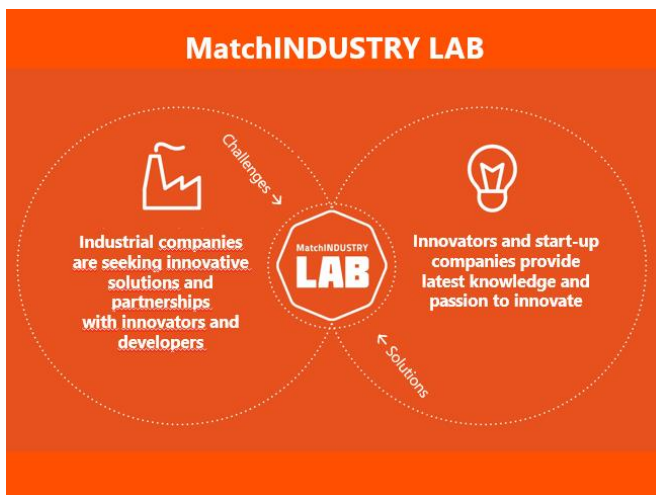 MatchINDUSTRY LAB
Challenges →
Industrial companies
are seeking innovative
solutions and
partnerships
with innovators and
developers
MatchINDUSTRY
LAB
Innovators and start-up
companies provide
latest knowledge and
passion to innovate
← Solutions